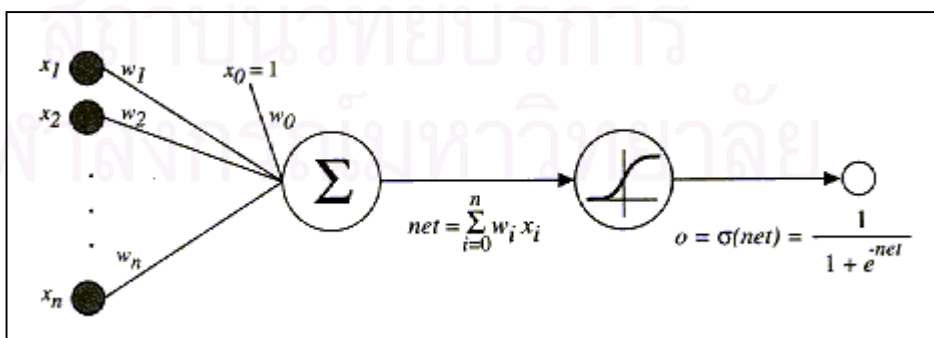 สถาบันวิทยบริการ
จุฬาลงกรณ์มหาวิทยาลัย
x1 w1 x0 = 1
x2 w2 w0
Σ
wn
xn
net = Σ i=0 n wi xi
o = σ(net) = 1 / 1 + e^-net